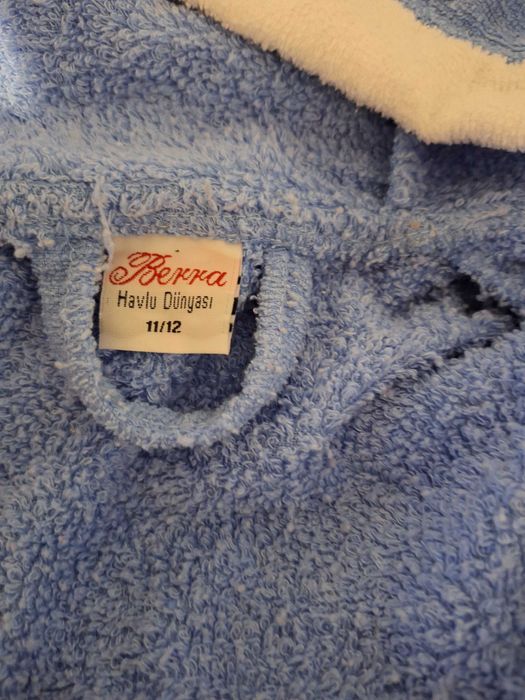 Berra
Havlu Dünyası
11/12